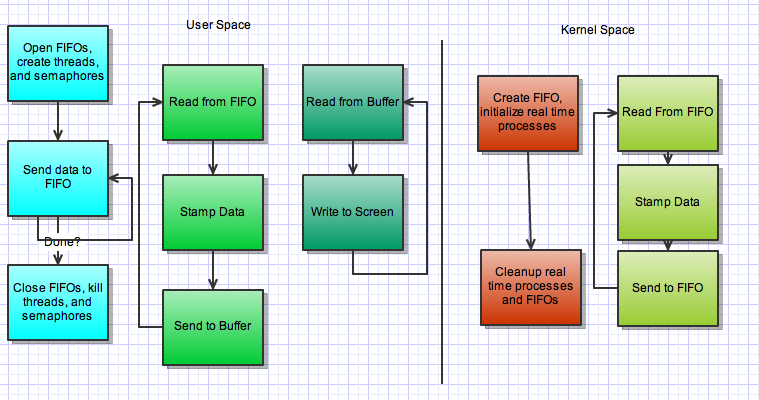 User Space
Kernel Space
Open FIFOs,
create threads,
and semaphores
Send data to
FIFO
Done?
Close FIFOs, kill
threads, and
semaphores
Read from FIFO
Stamp Data
Send to Buffer
Read from Buffer
Write to Screen
Create FIFO,
initialize real time
processes
Cleanup real
time processes
and FIFOs
Read From FIFO
Stamp Data
Send to FIFO